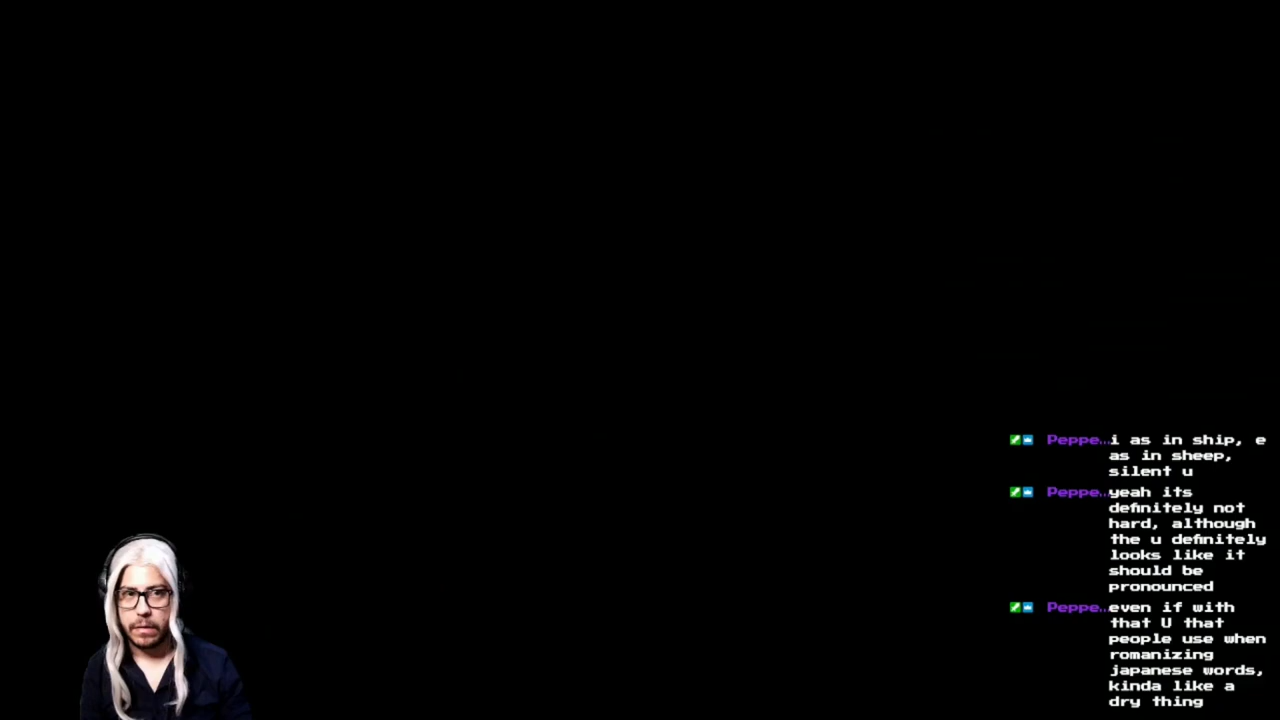 Peppe..i as in ship, e
as in sheep,
silent u
Peppe..yeah its
definitely not
hard, although
the u definitely
looks like it
should be
pronounced
Peppe..even if with
that U that
people use when
romanizing
japanese words,
kinda like a
dry thing